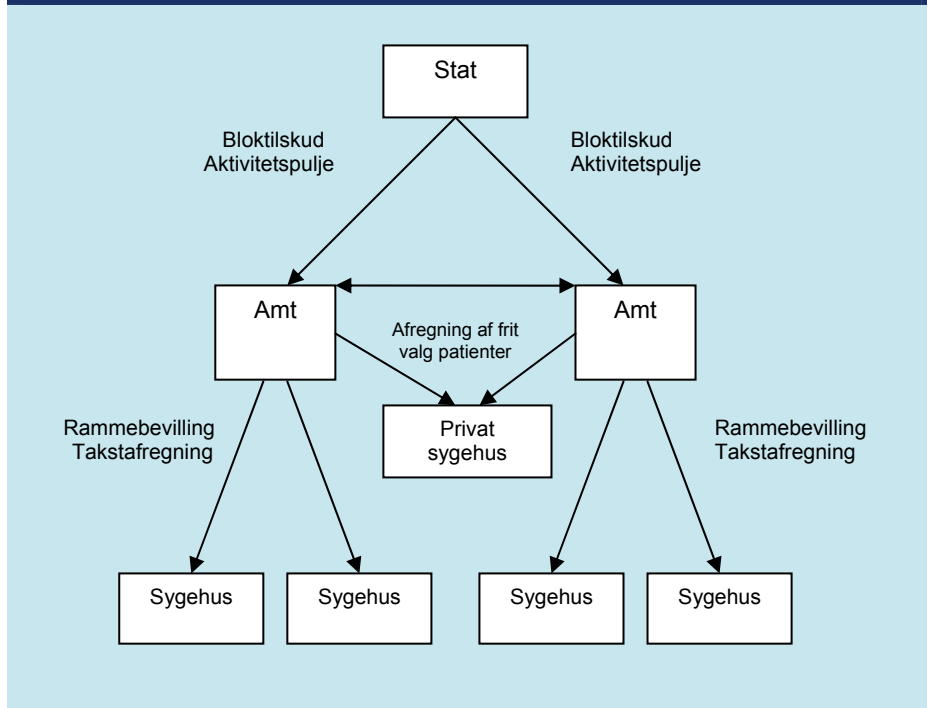 Stat
Bloktilskud
Aktivitetspulje
Bloktilskud
Aktivitetspulje
Amt
Amt
Afregning af frit
valg patienter
Privat
sygehus
Rammebevilling
Takstafregning
Rammebevilling
Takstafregning
Sygehus
Sygehus
Sygehus
Sygehus